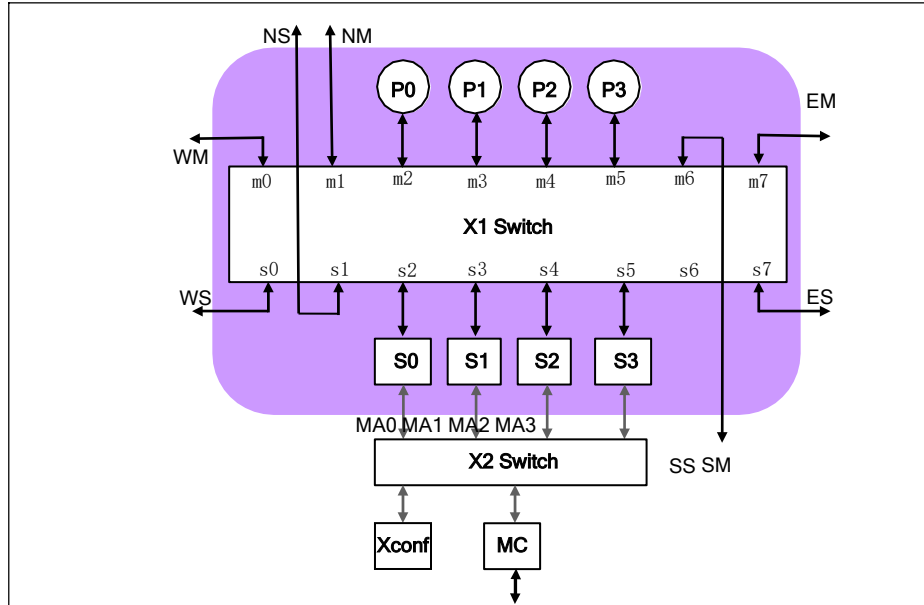 NS NM
P0 P1 P2 P3
EM
WM
m0 m1 m2 m3 m4 m5 m6 m7
X1 Switch
s0 s1 s2 s3 s4 s5 s6 s7
WS
ES
S0 S1 S2 S3
MA0 MA1 MA2 MA3
X2 Switch
SS SM
Xconf MC